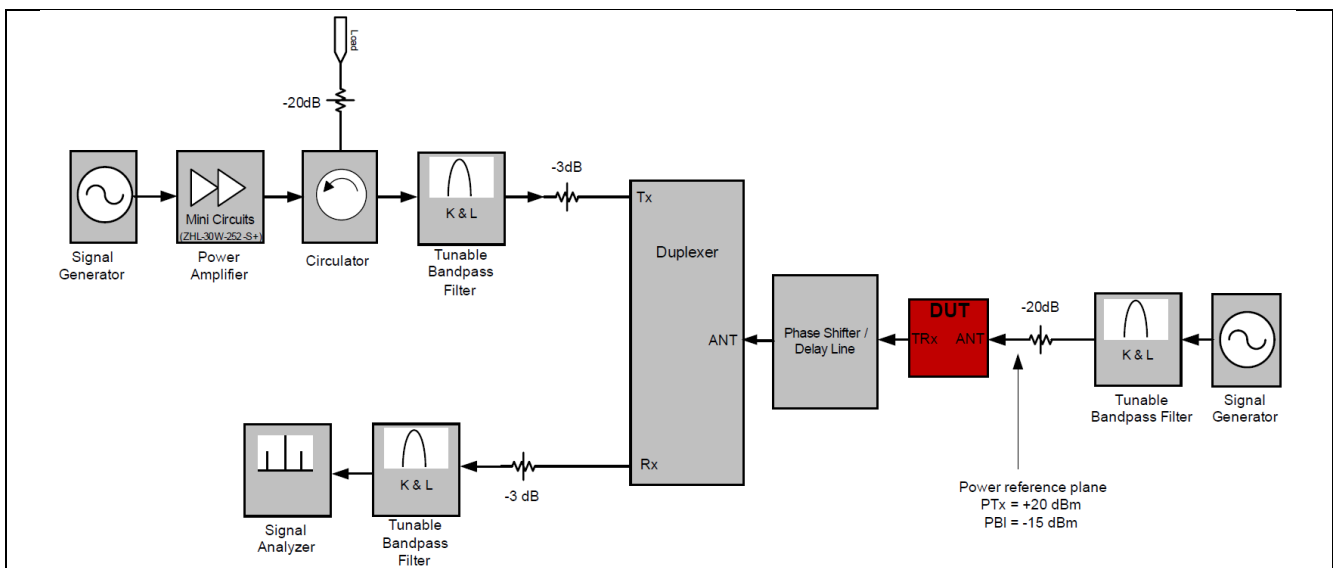 Load
-20dB
Mini Circuits
(ZHL-30W-252-S+)
Signal
Generator
Power
Amplifier
Circulator
K & L
Tunable
Bandpass
Filter
-3dB
Tx
Duplexer
ANT
Rx
Phase Shifter /
Delay Line
DUT
TRx
ANT
-20dB
K & L
Tunable
Bandpass Filter
Signal
Generator
Power reference plane
PTx = +20 dBm
PBI = -15 dBm
Signal
Analyzer
K & L
Tunable
Bandpass
Filter
-3 dB